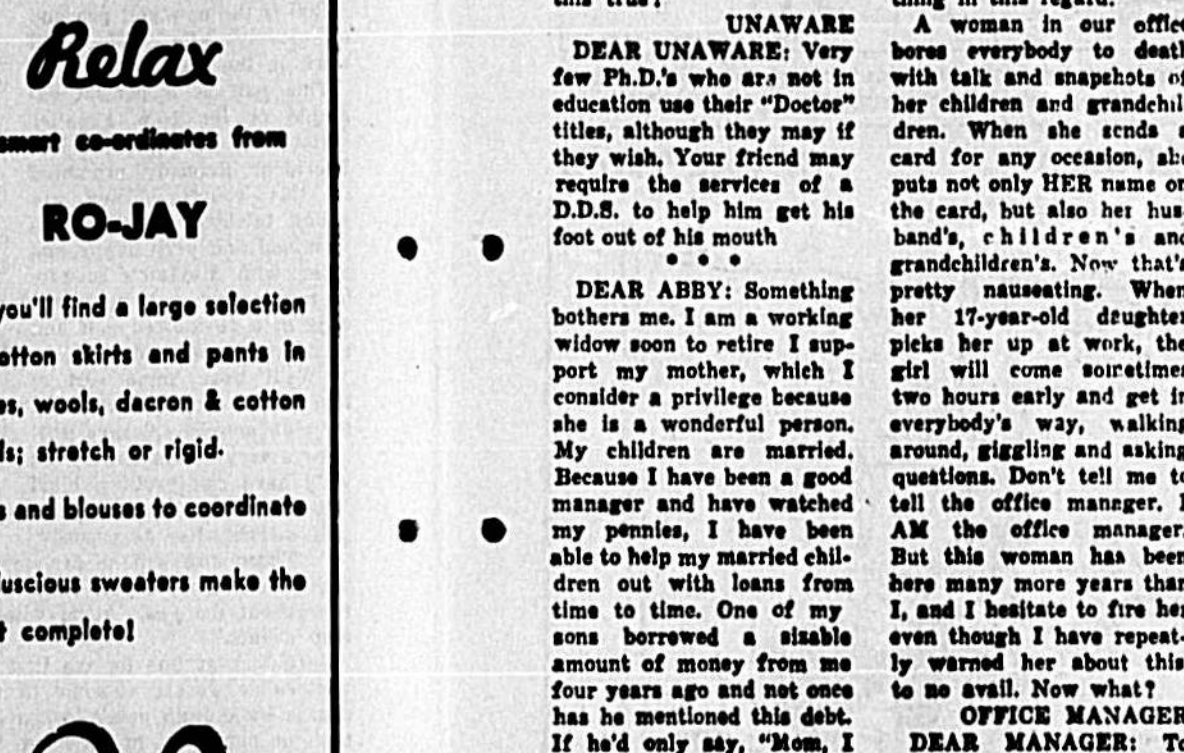 Relax
smart co-ordinates from
RO-JAY
you'll find a large selection
otton skirts and pants in
es, wools, dacron & cotton
ds; stretch or rigid.
s and blouses to coordinate
luscious sweaters make the
t complete!
this true?
UNAWARE
DEAR UNAWARE: Very
few Ph.D.'s who are not in
education use their "Doctor"
titles, although they may if
they wish. Your friend may
require the services of a
D.D.S. to help him get his
foot out of his mouth
• • •
DEAR ABBY: Something
bothers me. I am a working
widow soon to retire I sup-
port my mother, which I
consider a privilege because
she is a wonderful person.
My children are married.
Because I have been a good
manager and have watched
my pennies, I have been
able to help my married chil-
dren out with loans from
time to time. One of my
sons borrowed a sizable
amount of money from me
four years ago and not once
has he mentioned this debt.
If he'd only say, "Mom, I
thing in this regard.
A woman in our office
bores everybody to death
with talk and snapshots of
her children and grandchil
dren. When she sends a
card for any occasion, she
puts not only HER name on
the card, but also her hus-
band's, children's and
grandchildren's. Now that's
pretty nauseating. When
her 17-year-old daughter
picks her up at work, the
girl will come sometimes
two hours early and get in
everybody's way, walking
around, giggling and asking
questions. Don't tell me to
tell the office manager. I
AM the office manager.
But this woman has been
here many more years than
I, and I hesitate to fire her
even though I have repeat-
ly warned her about this
to no avail. Now what?
OFFICE MANAGER
DEAR MANAGER: To